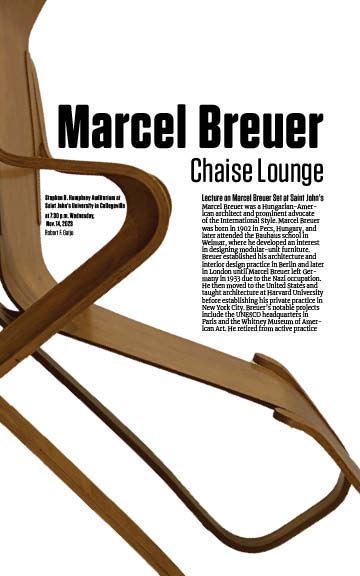 Marcel Breuer
Chaise Lounge
Stephen B. Humphrey Auditorium at
Saint John's University in Collegeville
at 7:30 p.m. Wednesday,
Nov. 14, 2023
Robert F. Gatje
Lecture on Marcel Breuer Set at Saint John's
Marcel Breuer was a Hungarian-Amer-
ican architect and prominent advocate
of the International Style. Marcel Breuer
was born in 1902 in Pecs, Hungary, and
later attended the Bauhaus school in
Weimar, where he developed an interest
in designing modular-unit furniture.
Breuer established his architecture and
interior design practice in Berlin and later
in London until Marcel Breuer left Ger-
many in 1933 due to the Nazi occupation.
He then moved to the United States and
taught architecture at Harvard University
before establishing his private practice in
New York City. Breuer's notable projects
include the UNESCO headquarters in
Paris and the Whitney Museum of Amer-
ican Art. He retired from active practice